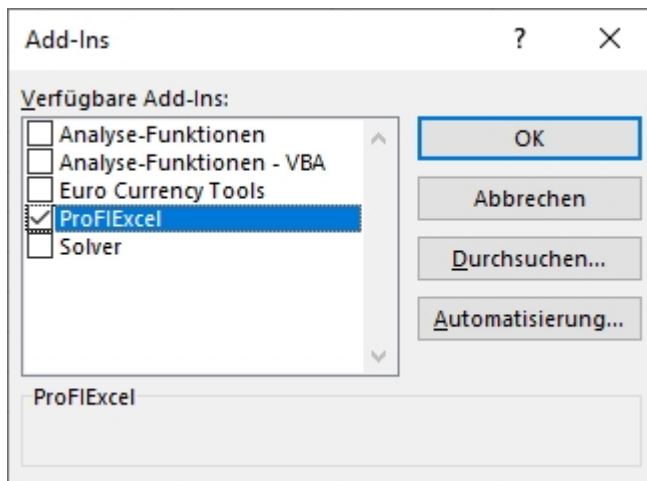 Add-Ins ?
Verfügbare Add-Ins:
Analyse-Funktionen
Analyse-Funktionen - VBA
Euro Currency Tools
ProFIExcel
Solver
OK
Abbrechen
Durchsuchen...
Automatisierung...
ProFIExcel